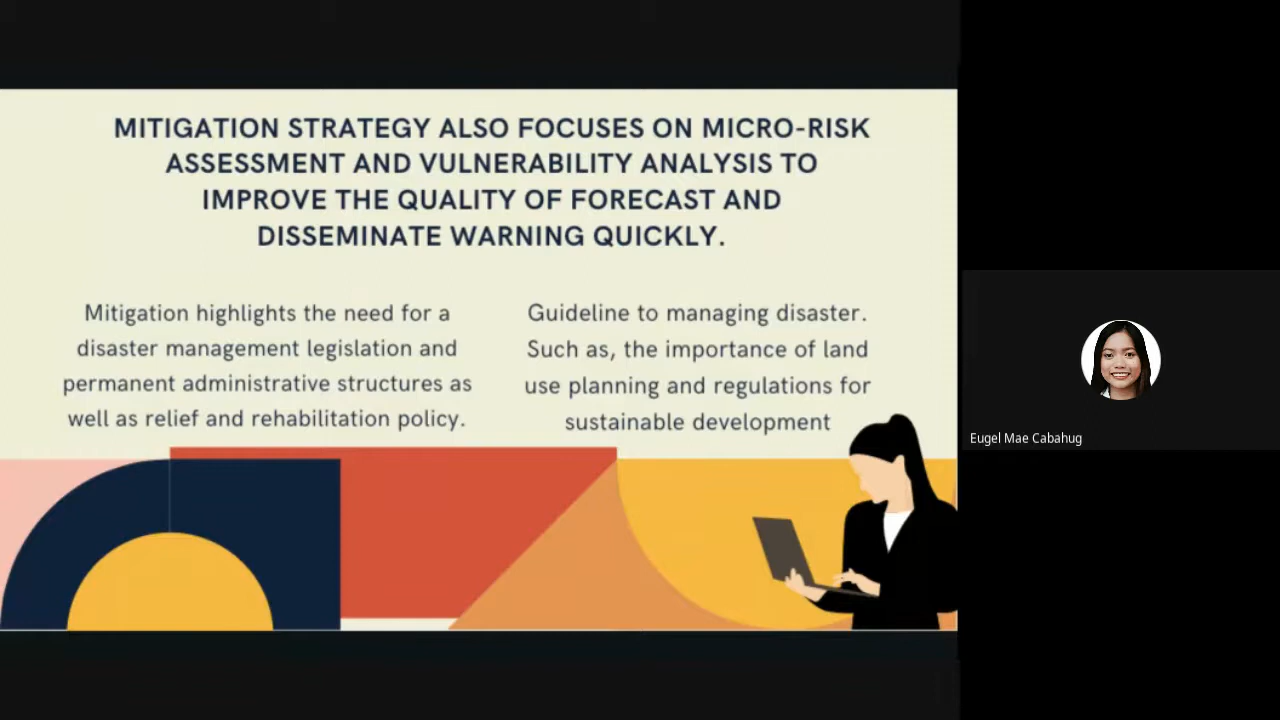 MITIGATION STRATEGY ALSO FOCUSES ON MICRO-RISK
ASSESSMENT AND VULNERABILITY ANALYSIS TO
IMPROVE THE QUALITY OF FORECAST AND
DISSEMINATE WARNING QUICKLY.
Mitigation highlights the need for a
disaster management legislation and
permanent administrative structures as
well as relief and rehabilitation policy.
Guideline to managing disaster.
Such as, the importance of land
use planning and regulations for
sustainable development
Eugel Mae Cabahug